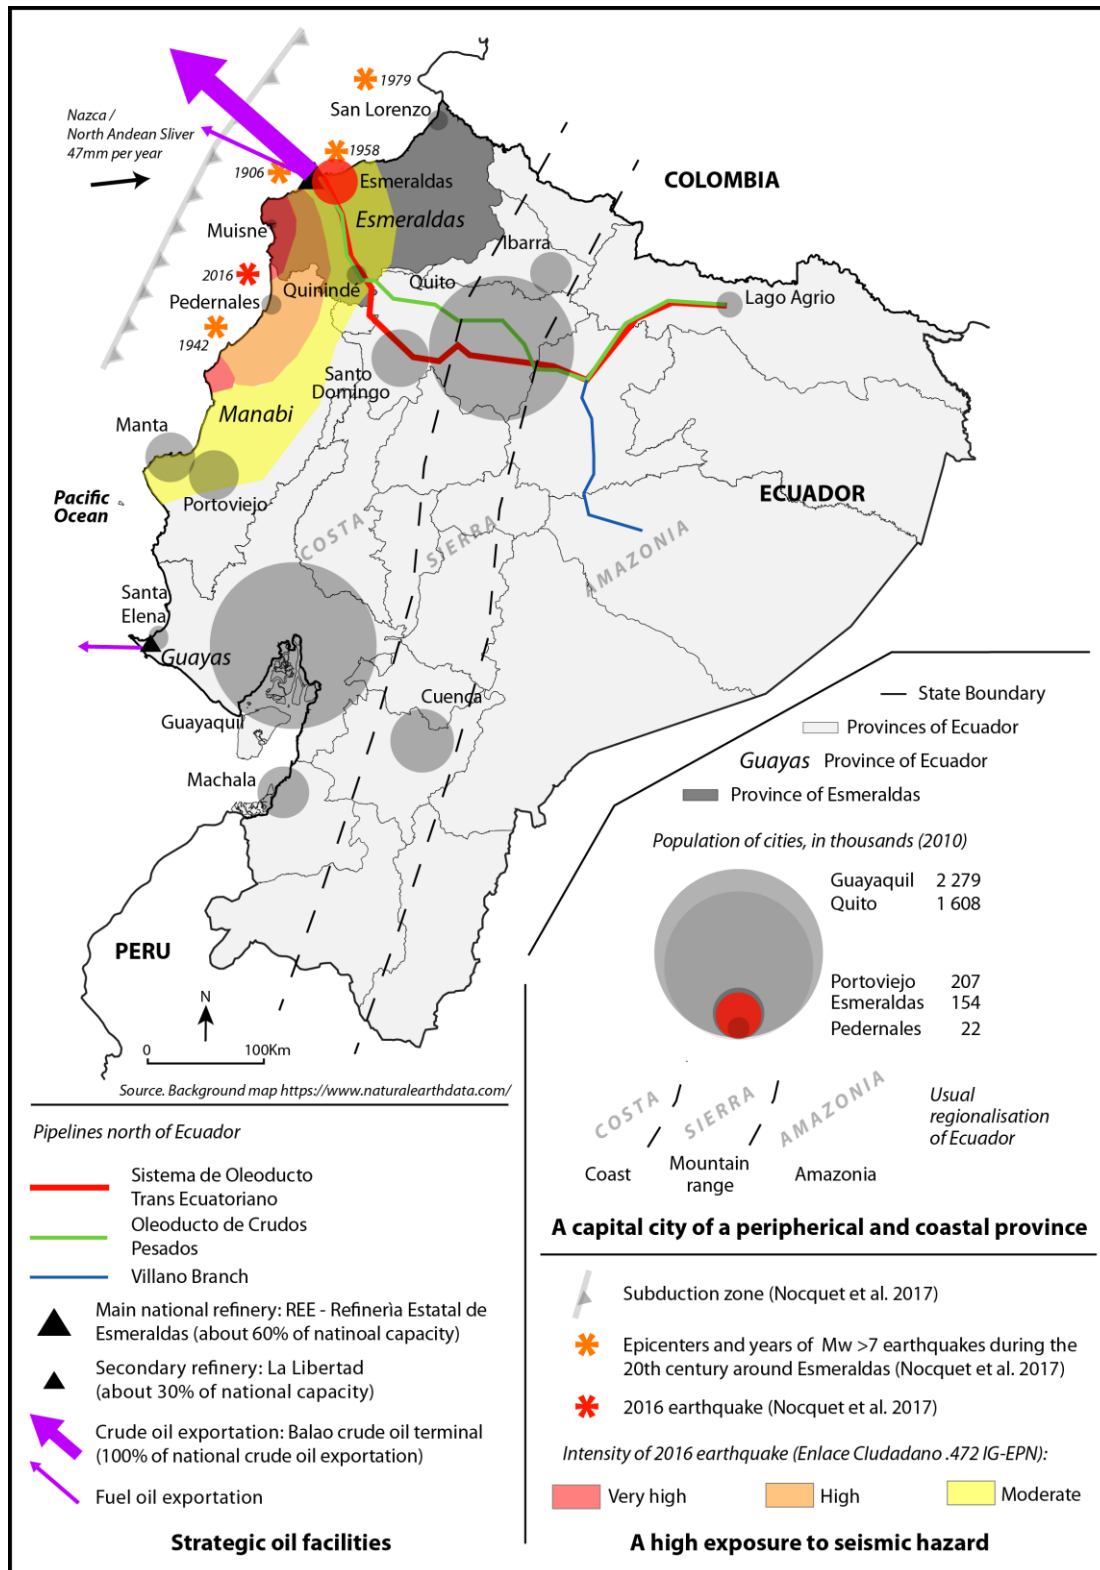 1979
San Lorenzo
Nazca /
North Andean Sliver
47mm per year
1958
1906
COLOMBIA
Esmeraldas
Esmeraldas
Muisne
Ibarra
2016
Quinindé
Quito
Pedernales
Lago Agrio
1942
Santo
Domingo
Manabi
Manta
Pacific
Ocean
Portoviejo
ECUADOR
COSTA
SIERRA
AMAZONIA
Santa
Elena
Guayas
Cuença
Guayaquil
Machala
PERU
N
0 100Km
Source. Background map https://www.naturalearthdata.com/
State Boundary
Provinces of Ecuador
Guayas Province of Ecuador
Province of Esmeraldas
Population of cities, in thousands (2010)
Guayaquil 2 279
Quito 1 608
Portoviejo 207
Esmeraldas 154
Pedernales 22
COSTA
SIERRA
AMAZONIA
Usual
regionalisation
of Ecuador
Coast
Mountain
range
Amazonia
A capital city of a peripherical and coastal province
Pipelines north of Ecuador
Sistema de Oleoducto
Trans Ecuatoriano
Oleoducto de Crudos
Pesados
Villano Branch
Main national refinery: REE - Refinerìa Estatal de
Esmeraldas (about 60% of natinoal capacity)
Secondary refinery: La Libertad
(about 30% of national capacity)
Crude oil exportation: Balao crude oil terminal
(100% of national crude oil exportation)
Fuel oil exportation
Strategic oil facilities
Subduction zone (Nocquet et al. 2017)
Epicenters and years of Mw >7 earthquakes during the
20th century around Esmeraldas (Nocquet et al. 2017)
2016 earthquake (Nocquet et al. 2017)
Intensity of 2016 earthquake (Enlace CIudadano .472 IG-EPN):
Very high
High
Moderate
A high exposure to seismic hazard